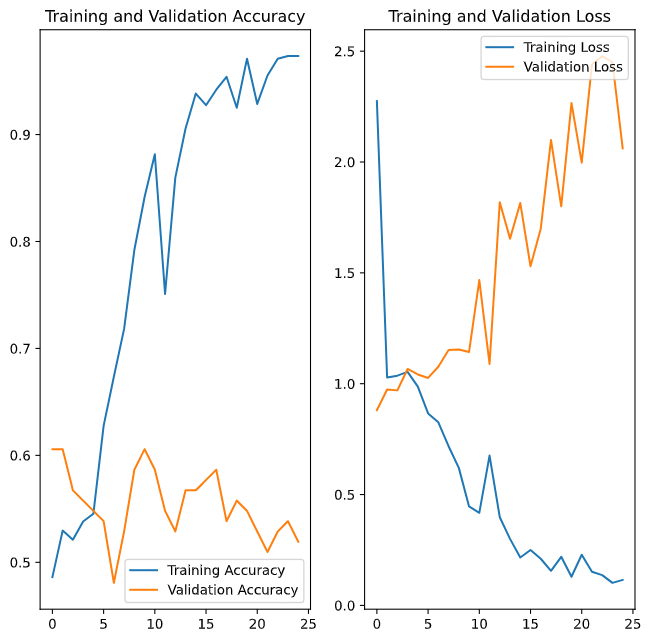 Training and Validation Accuracy
0.9
0.8
0.7
0.6
0.5
Training Accuracy
Validation Accuracy
0 5 10 15 20 25
Training and Validation Loss
2.5
2.0
1.5
1.0
0.5
0.0
Training Loss
Validation Loss
0 5 10 15 20 25